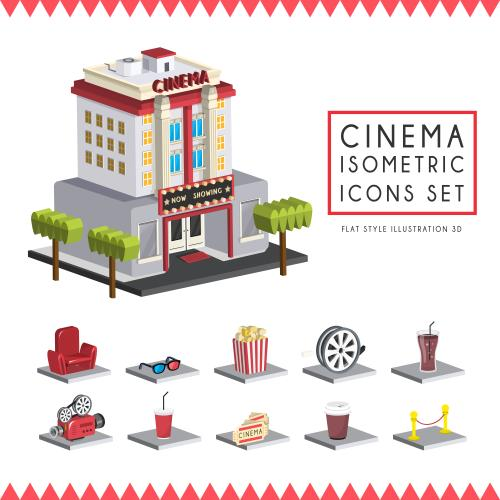 CINEMA
NOW SHOWING
CINEMA
ISOMETRIC
ICONS SET
FLAT STYLE ILLUSTRATION 3D
CINEMA